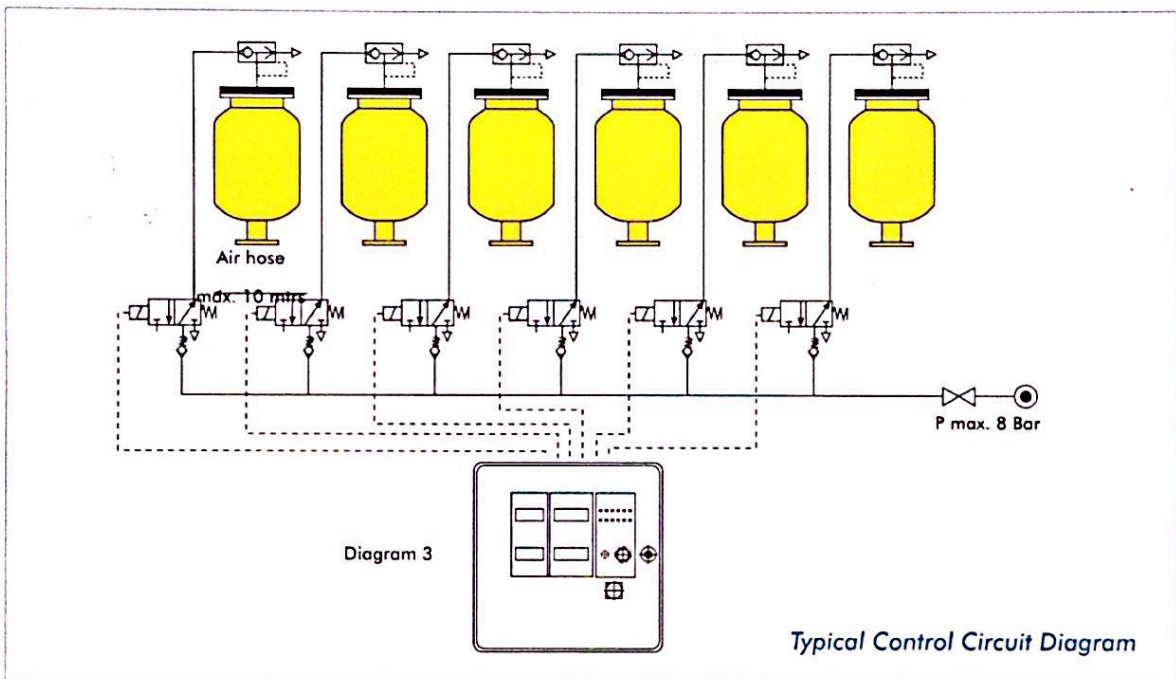 Air hose
max. 10 mtrs
P max. 8 Bar
Diagram 3
Typical Control Circuit Diagram